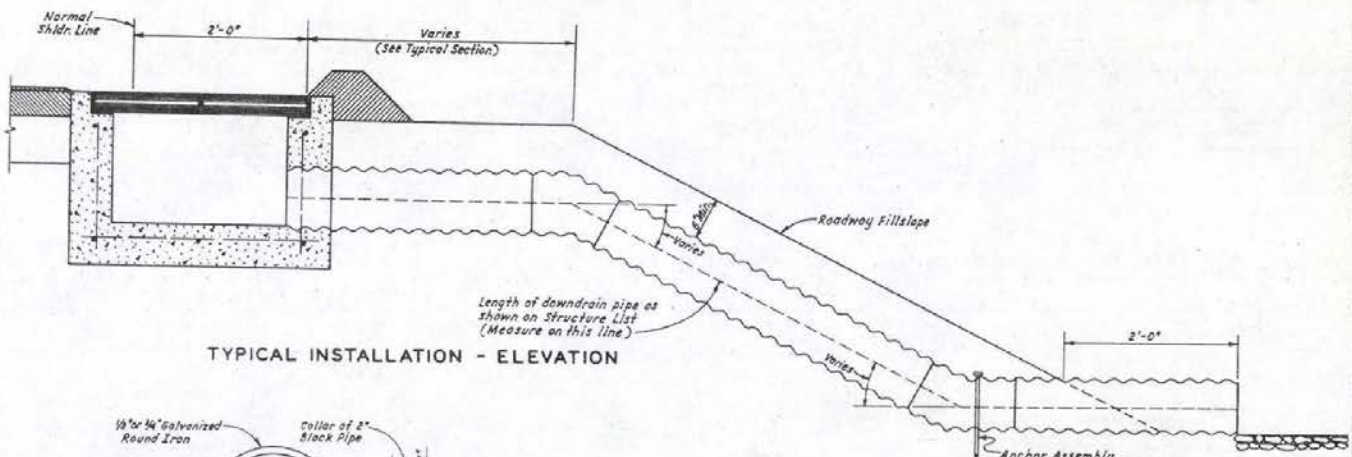 Normal
Shldr. Line
2'-0"
Varies
(See Typical Section)
Roadway Fillslope
Varies
Length of downdrain pipe as
shown on Structure List
(Measure on this line)
TYPICAL INSTALLATION - ELEVATION
2'-0"
Varies
Galvanized
Round Iron
Collar of 2"
Black Pipe
Anchor Assembly